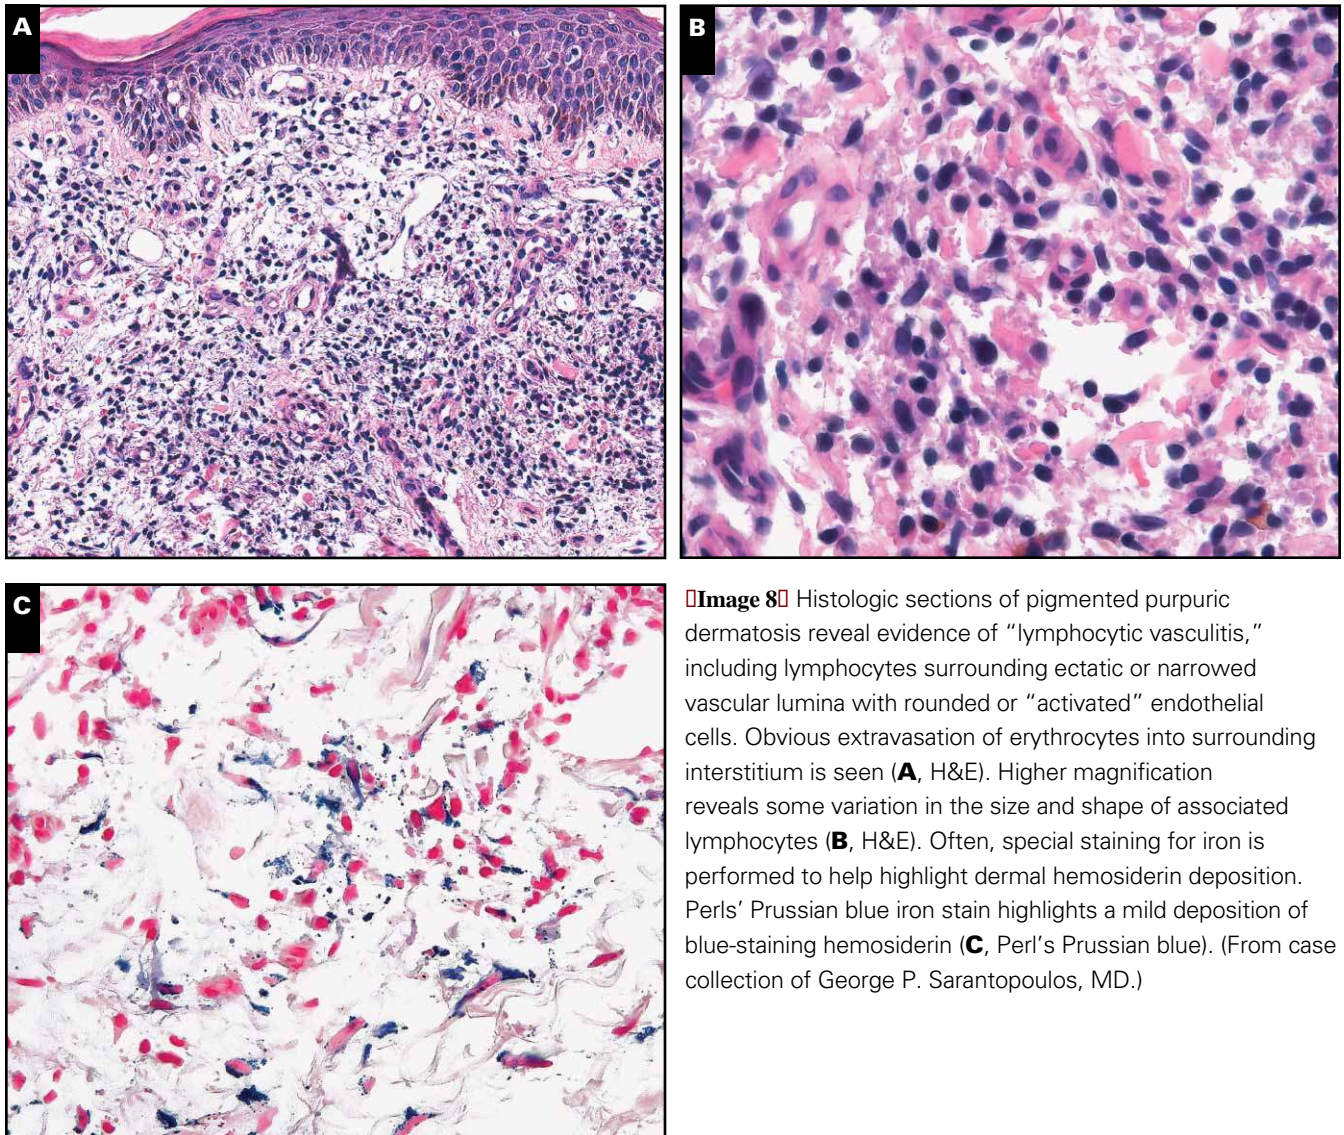 A
B
C
▯Image 8▯ Histologic sections of pigmented purpuric
dermatosis reveal evidence of “lymphocytic vasculitis,”
including lymphocytes surrounding ectatic or narrowed
vascular lumina with rounded or “activated” endothelial
cells. Obvious extravasation of erythrocytes into surrounding
interstitium is seen (A, H&E). Higher magnification
reveals some variation in the size and shape of associated
lymphocytes (B, H&E). Often, special staining for iron is
performed to help highlight dermal hemosiderin deposition.
Perls’ Prussian blue iron stain highlights a mild deposition of
blue-staining hemosiderin (C, Perl’s Prussian blue). (From case
collection of George P. Sarantopoulos, MD.)